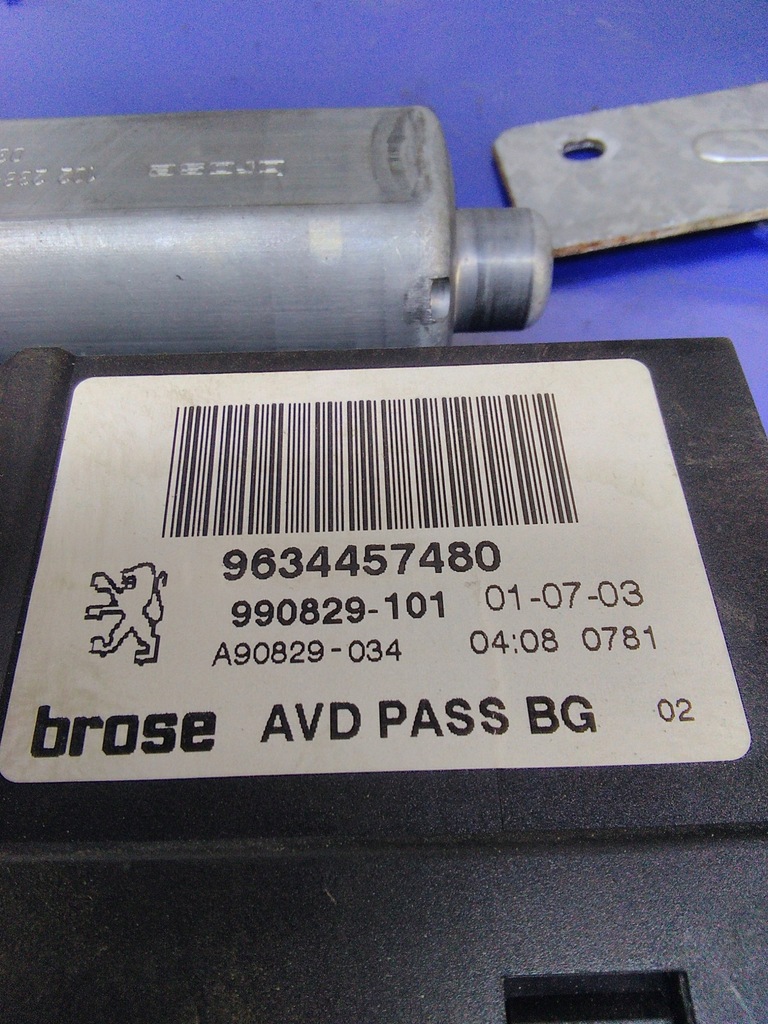 9634457480
990829-101 01-07-03
A90829-034 04:08 0781
brose AVD PASS BG 02